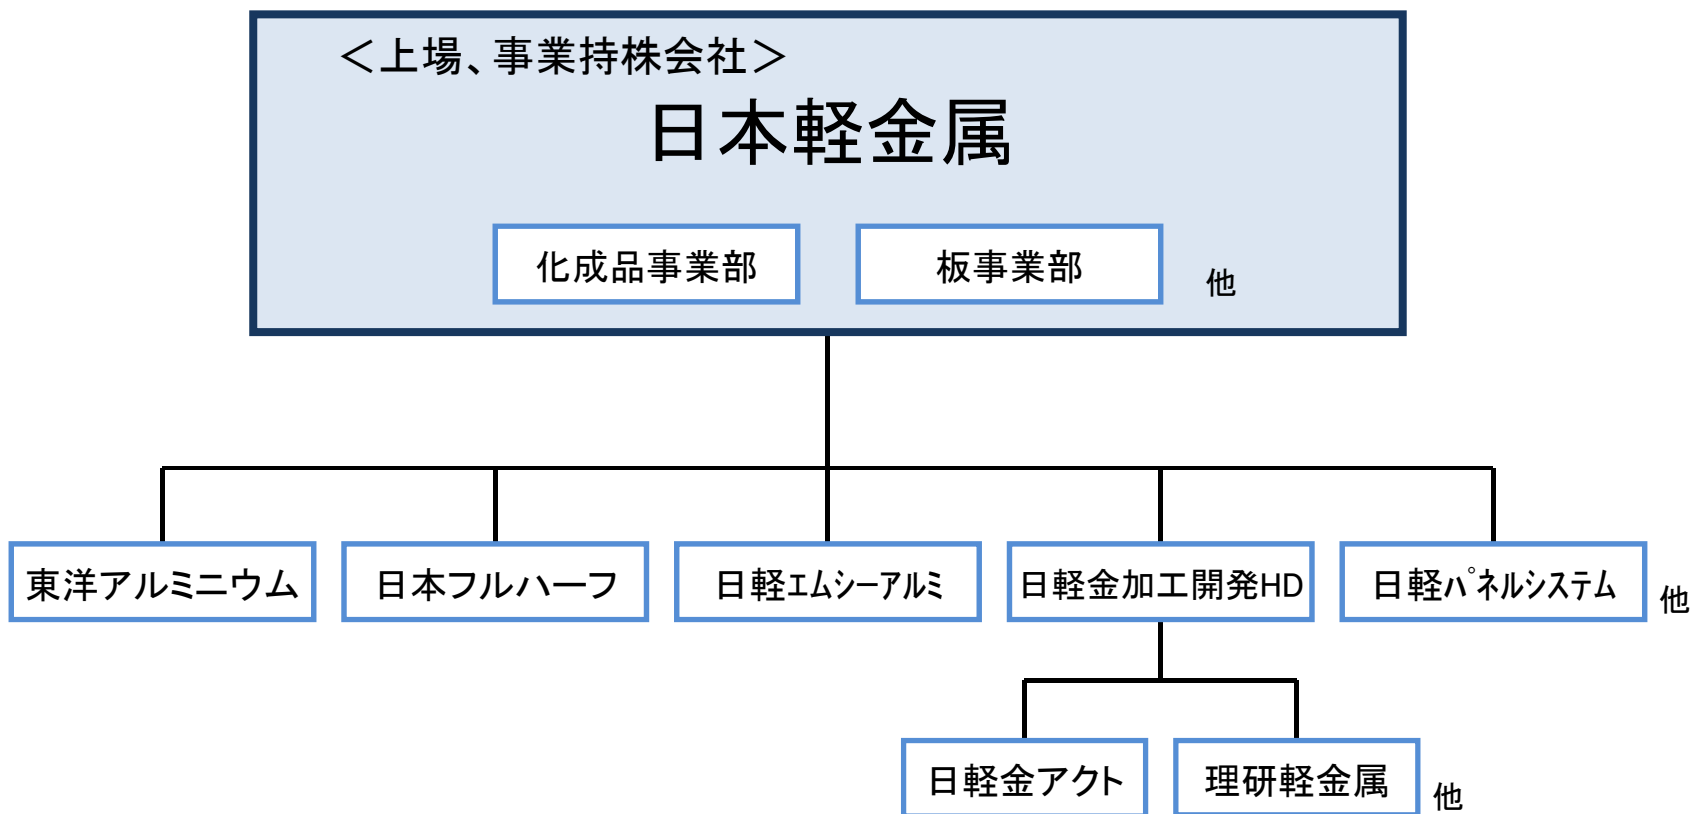 ＜上場、事業持株会社＞
日本軽金属
化成品事業部 板事業部 他
東洋アルミニウム 日本フルハーフ 日軽ｴﾑｼｰｱﾙﾐ 日軽金加工開発HD 日軽ﾊﾟﾈﾙｼｽﾃﾑ 他
日軽金アクト 理研軽金属 他